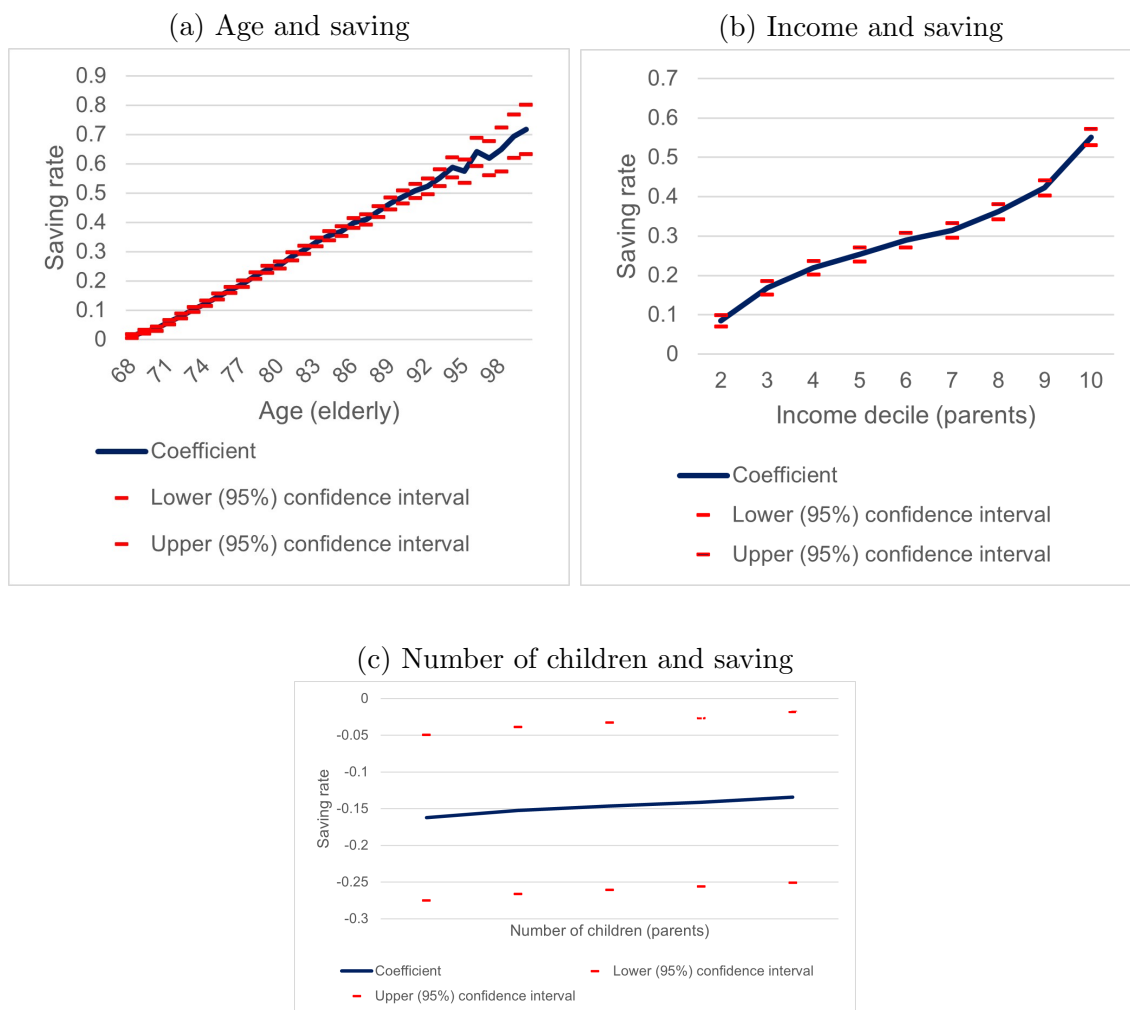 (a) Age and saving
0.9
0.8
0.7
0.6
0.5
0.4
0.3
0.2
0.1
0
Saving rate
68 71 74 77 80 83 86 89 92 95 98
Age (elderly)
Coefficient
Lower (95%) confidence interval
Upper (95%) confidence interval
(b) Income and saving
0.7
0.6
0.5
0.4
0.3
0.2
0.1
0
Saving rate
2 3 4 5 6 7 8 9 10
Income decile (parents)
Coefficient
Lower (95%) confidence interval
Upper (95%) confidence interval
(c) Number of children and saving
0
-0.05
-0.1
-0.15
-0.2
-0.25
-0.3
Saving rate
Number of children (parents)
Coefficient
Lower (95%) confidence interval
Upper (95%) confidence interval